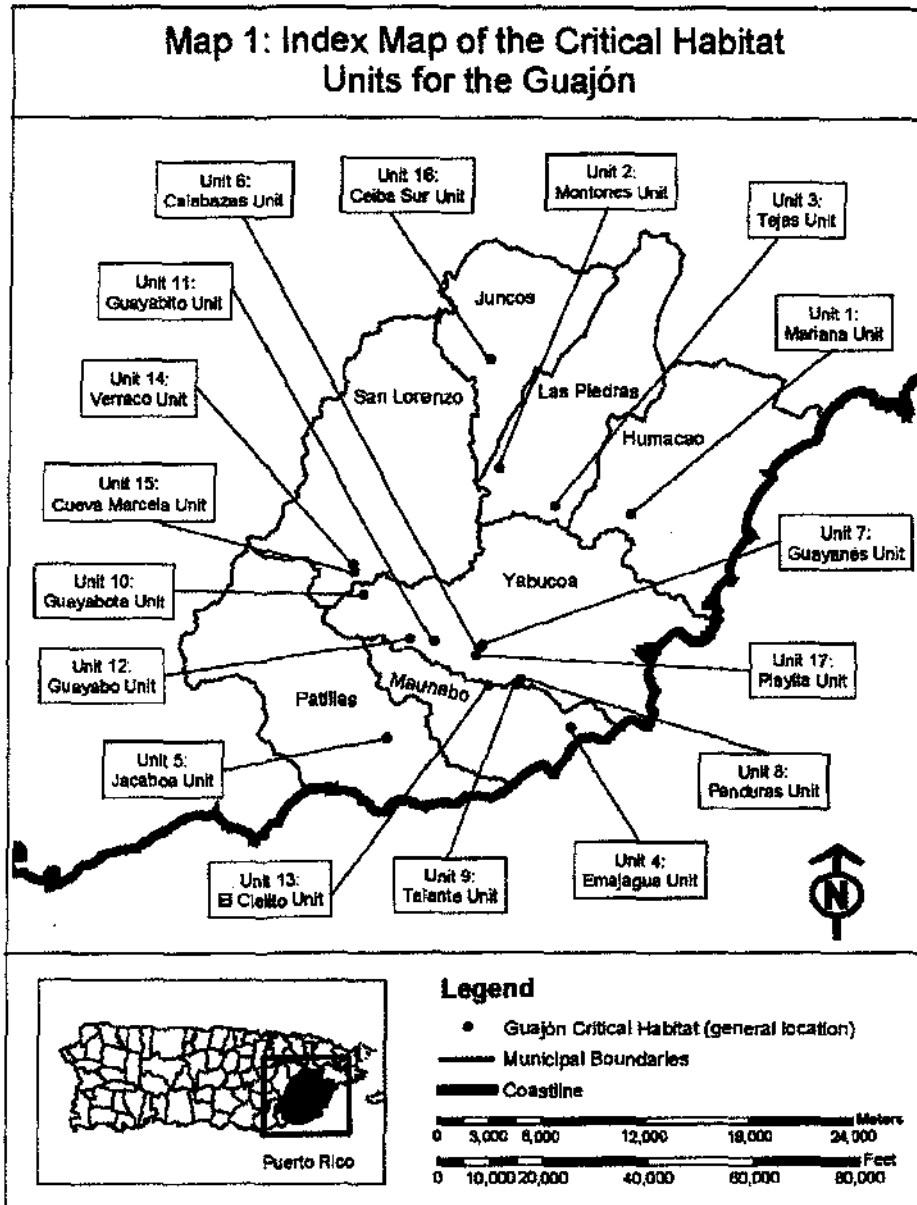 Map 1: Index Map of the Critical Habitat
Units for the Guajón
Unit 6:
Calabazas Unit
Unit 16:
Ceiba Sur Unit
Unit 2:
Montones Unit
Unit 3:
Tejas Unit
Unit 11:
Guayabito Unit
Juncos
Unit 1:
Mariana Unit
Unit 14:
Verraco Unit
San Lorenzo
Las Piedras
Humacao
Unit 15:
Cueva Marcela Unit
Unit 7:
Guayanés Unit
Unit 10:
Guayabota Unit
Yabucoa
Unit 12:
Guayabo Unit
Unit 17:
Playita Unit
Maunabo
Patillas
Unit 5:
Jacaboa Unit
Unit 8:
Panduras Unit
Unit 13:
El Cielito Unit
Unit 9:
Talante Unit
Unit 4:
Emajagua Unit
N
Legend
Guajón Critical Habitat (general location)
Municipal Boundaries
Coastline
Meters
0 3,000 6,000 12,000 18,000 24,000
Feet
0 10,000 20,000 40,000 60,000 80,000
Puerto Rico